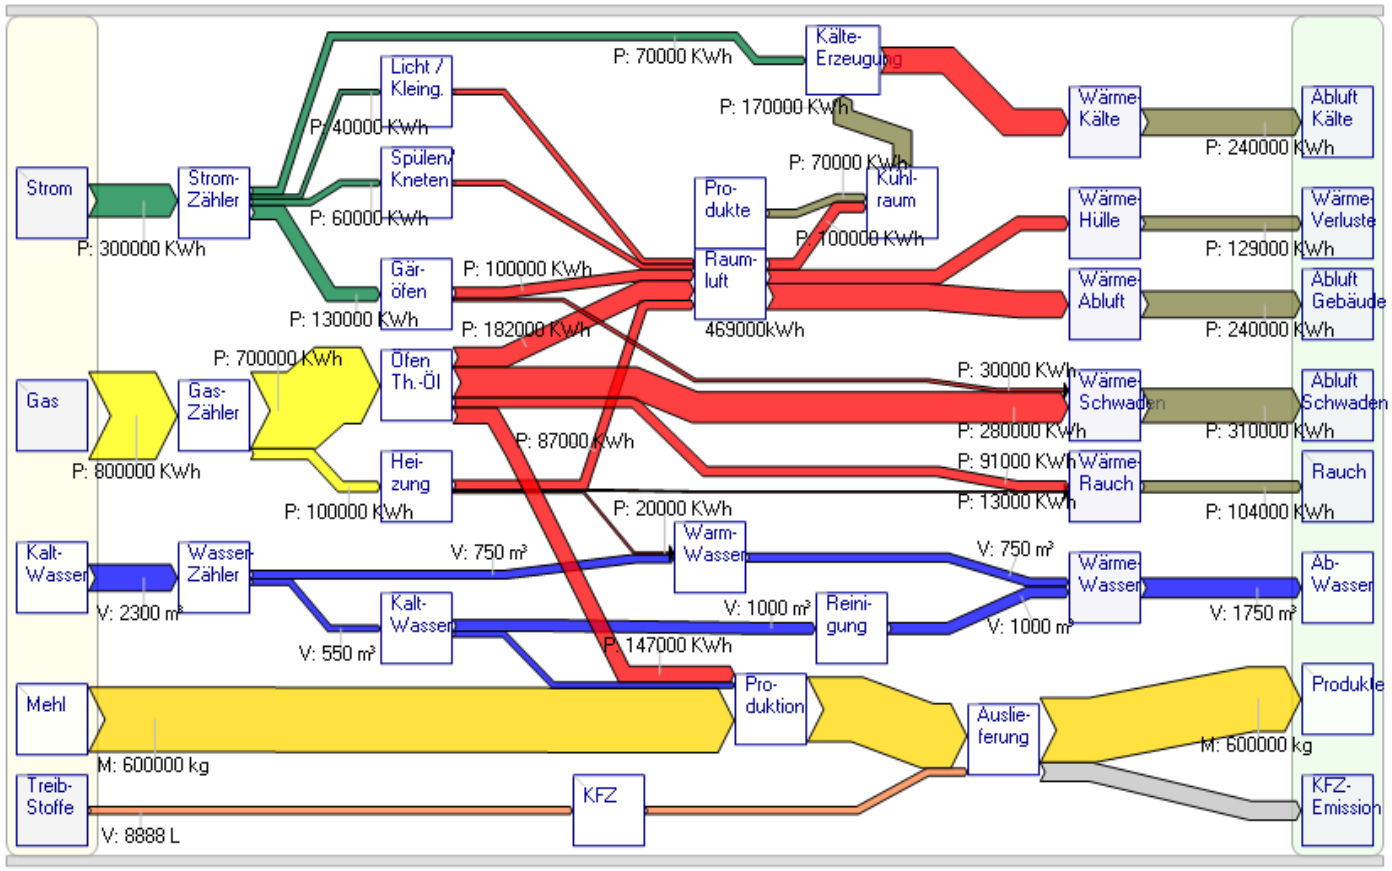 Kälte-
Erzeugung
P: 70000 KWh
Licht /
Kleing.
P: 170000 KWh
Wärme-
Kälte
Abluft
Kälte
P: 40000 KWh
P: 240000 KWh
Spülen/
Kneten
P: 70000 KWh
Strom
Strom-
Zähler
Pro-
dukte
Kühl-
raum
Wärme-
Hülle
Wärme-
Verluste
P: 60000 KWh
P: 300000 KWh
P: 100000 KWh
P: 129000 KWh
Gär-
öfen
P: 100000 KWh
Raum-
luft
Wärme-
Abluft
Abluft
Gebäude
P: 130000 KWh
P: 182000 KWh
469000kWh
P: 240000 KWh
P: 700000 KWh
Öfen
Th.-Öl
P: 30000 KWh
Gas
Gas-
Zähler
Wärme-
Schwaden
Abluft
Schwaden
P: 87000 KWh
P: 280000 KWh
P: 310000 KWh
P: 800000 KWh
Hei-
zung
P: 91000 KWh
Wärme-
Rauch
Rauch
P: 100000 KWh
P: 20000 KWh
P: 13000 KWh
P: 104000 KWh
Kalt-
Wasser
Wasser-
Zähler
V: 750 m³
Warm-
Wasser
V: 750 m³
Wärme-
Wasser
Ab-
Wasser
V: 2300 m³
Kalt-
Wasser
V: 1000 m³
Reini-
gung
V: 1000 m³
V: 1750 m³
V: 550 m³
P: 147000 KWh
Mehl
Pro-
duktion
Auslie-
ferung
Produkte
M: 600000 kg
M: 600000 kg
Treib-
Stoffe
KFZ
KFZ-
Emission
V: 8888 L